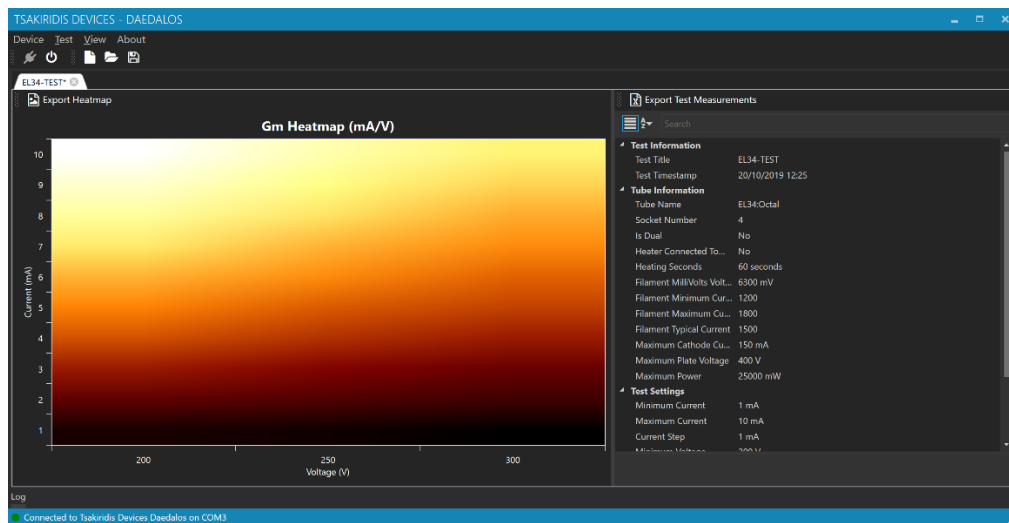 TSAKIRIDIS DEVICES - DAEDALOS
Device Test View About
EL34-TEST*
Export Heatmap
Gm Heatmap (mA/V)
10
9
8
7
6
5
4
3
2
1
Current (mA)
200 250 300
Voltage (V)
Export Test Measurements
Search
Test Information
Test Title EL34-TEST
Test Timestamp 20/10/2019 12:25
Tube Information
Tube Name EL34:Octal
Socket Number 4
Is Dual No
Heater Connected To... No
Heating Seconds 60 seconds
Filament MilliVolts Volt... 6300 mV
Filament Minimum Cur... 1200
Filament Maximum Cu... 1800
Filament Typical Current 1500
Maximum Cathode Cu... 150 mA
Maximum Plate Voltage 400 V
Maximum Power 25000 mW
Test Settings
Minimum Current 1 mA
Maximum Current 10 mA
Current Step 1 mA
Minimum Voltage 200 V
Log
Connected to Tsakiridis Devices Daedalos on COM3